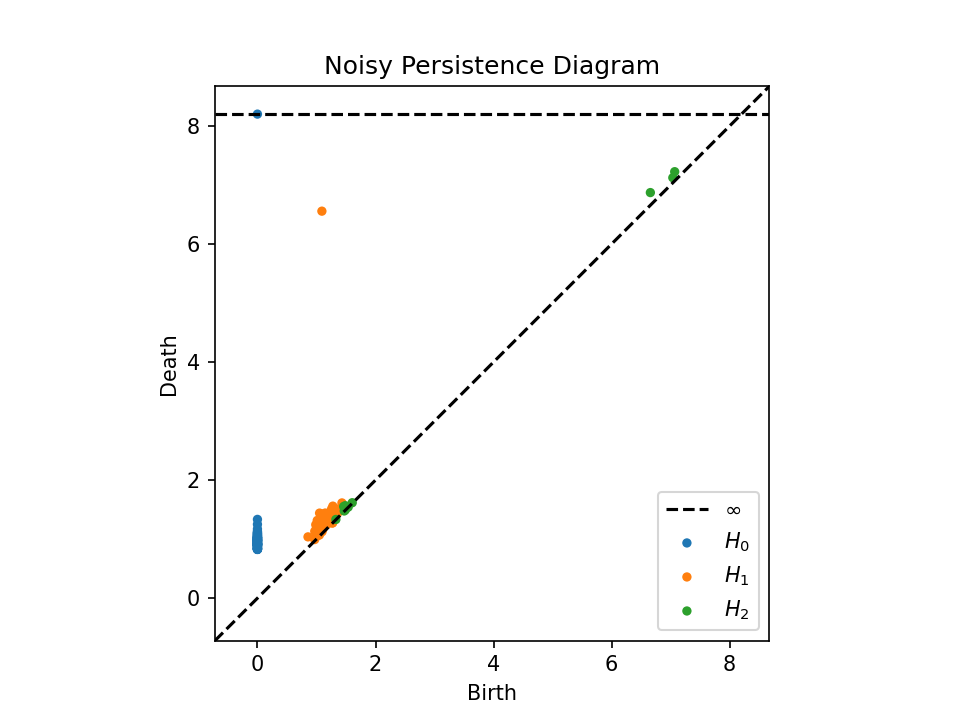 Noisy Persistence Diagram
Death
8
6
4
2
0
0 2 4 6 8
Birth
∞
H₀
H₁
H₂